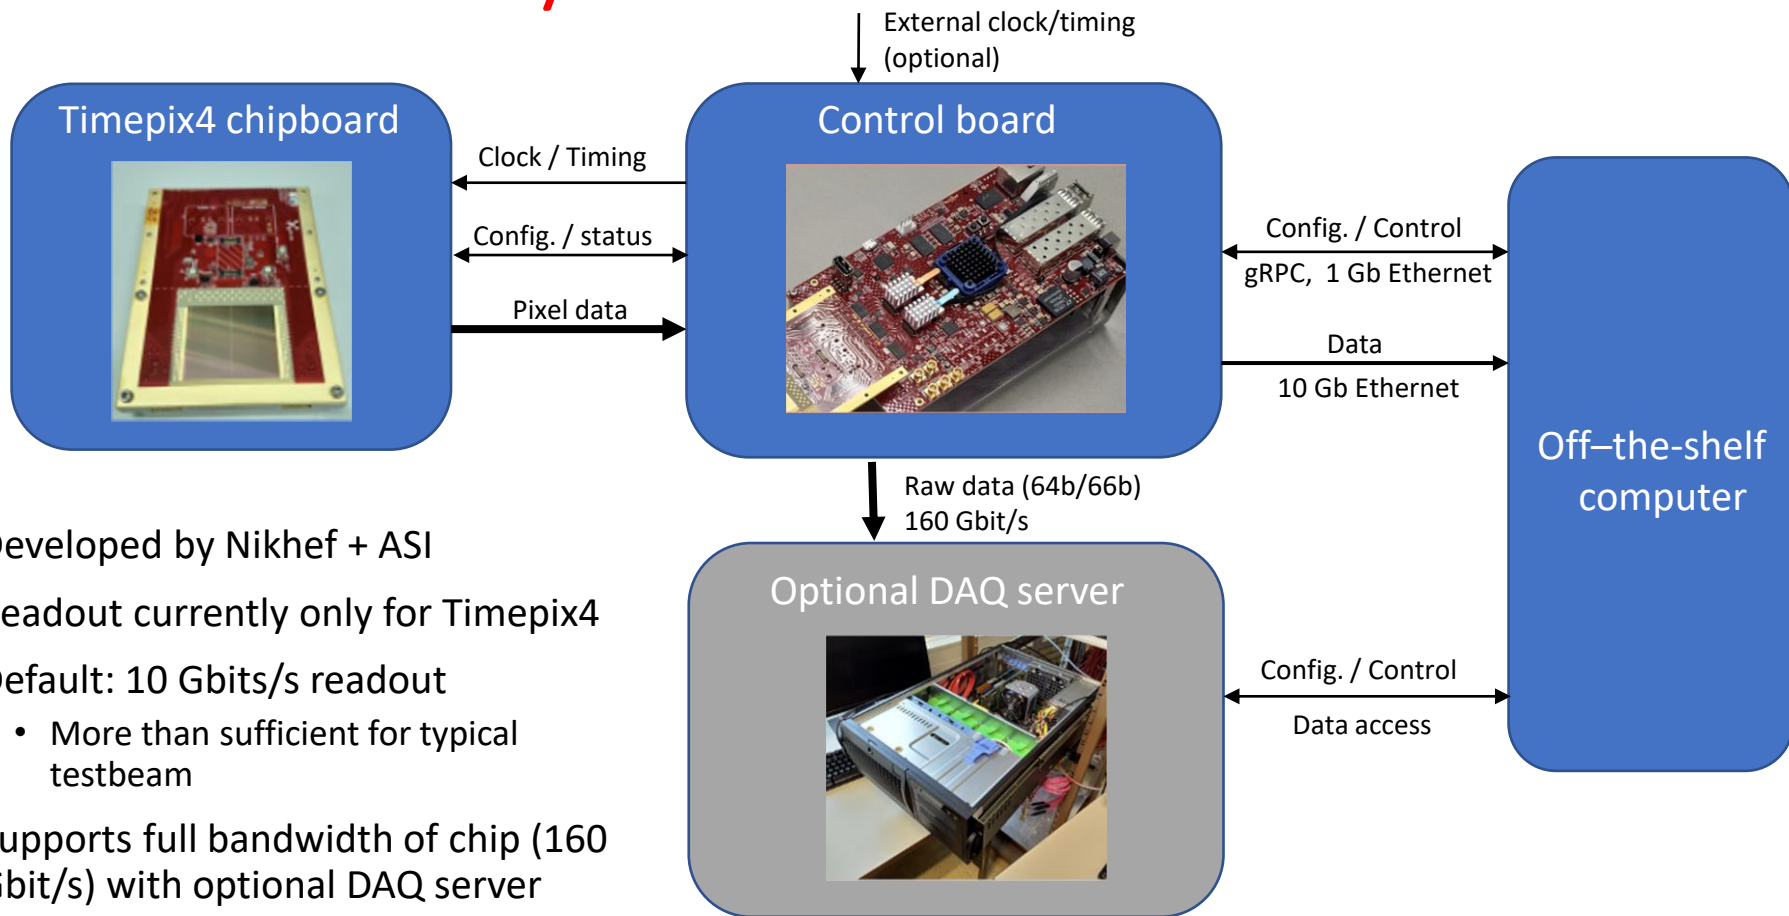 External clock/timing
(optional)
Timepix4 chipboard
Control board
Clock / Timing
Config. / status
Pixel data
Config. / Control
gRPC, 1 Gb Ethernet
Data
10 Gb Ethernet
Off–the-shelf
computer
Raw data (64b/66b)
160 Gbit/s
Optional DAQ server
Config. / Control
Data access
eveloped by Nikhef + ASI
eadout currently only for Timepix4
efault: 10 Gbits/s readout
• More than sufficient for typical
testbeam
upports full bandwidth of chip (160
bit/s) with optional DAQ server